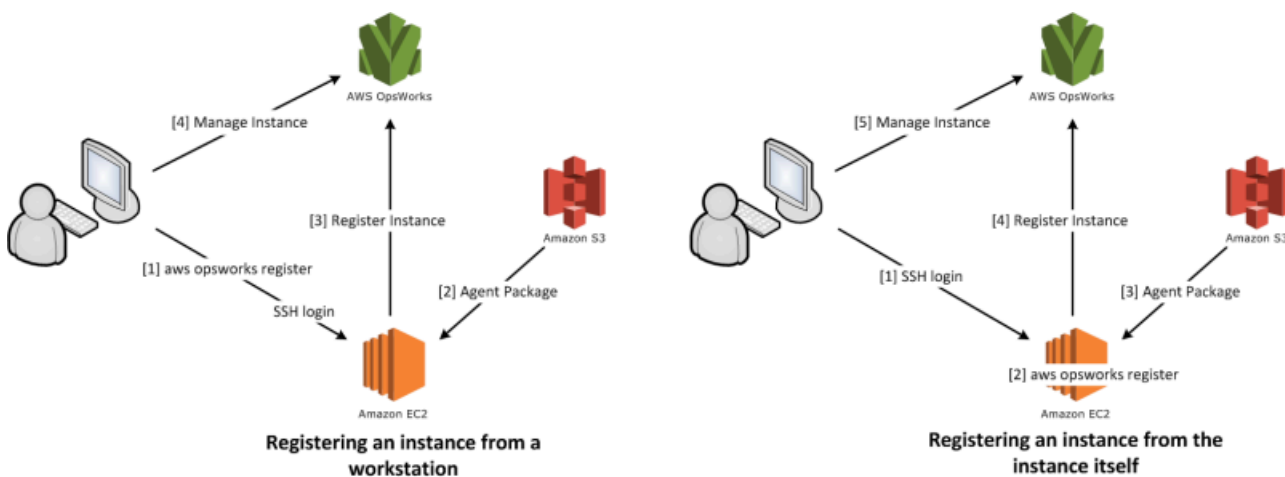 AWS OpsWorks
[4] Manage Instance
[3] Register Instance
Amazon S3
[1] aws opsworks register
[2] Agent Package
SSH login
Amazon EC2
Registering an instance from a
workstation
AWS OpsWorks
[5] Manage Instance
[4] Register Instance
Amazon S3
[1] SSH login
[3] Agent Package
[2] aws opsworks register
Amazon EC2
Registering an instance from the
instance itself